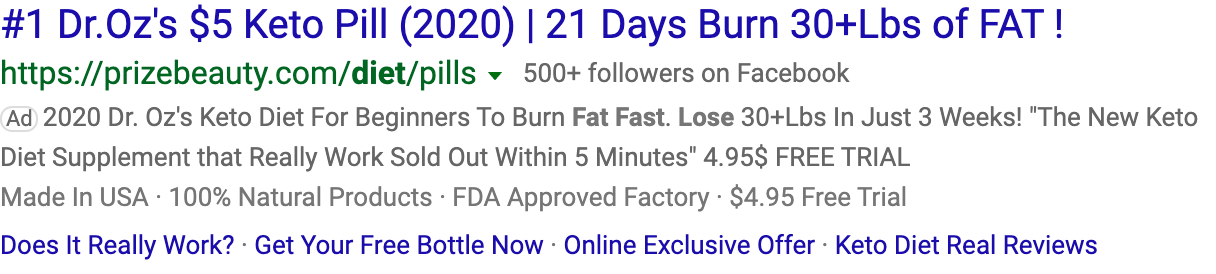 #1 Dr.Oz's $5 Keto Pill (2020) | 21 Days Burn 30+Lbs of FAT !
https://prizebeauty.com/diet/pills ▼ 500+ followers on Facebook
Ad 2020 Dr. Oz's Keto Diet For Beginners To Burn Fat Fast. Lose 30+Lbs In Just 3 Weeks! "The New Keto
Diet Supplement that Really Work Sold Out Within 5 Minutes" 4.95$ FREE TRIAL
Made In USA · 100% Natural Products · FDA Approved Factory · $4.95 Free Trial
Does It Really Work? · Get Your Free Bottle Now · Online Exclusive Offer · Keto Diet Real Reviews